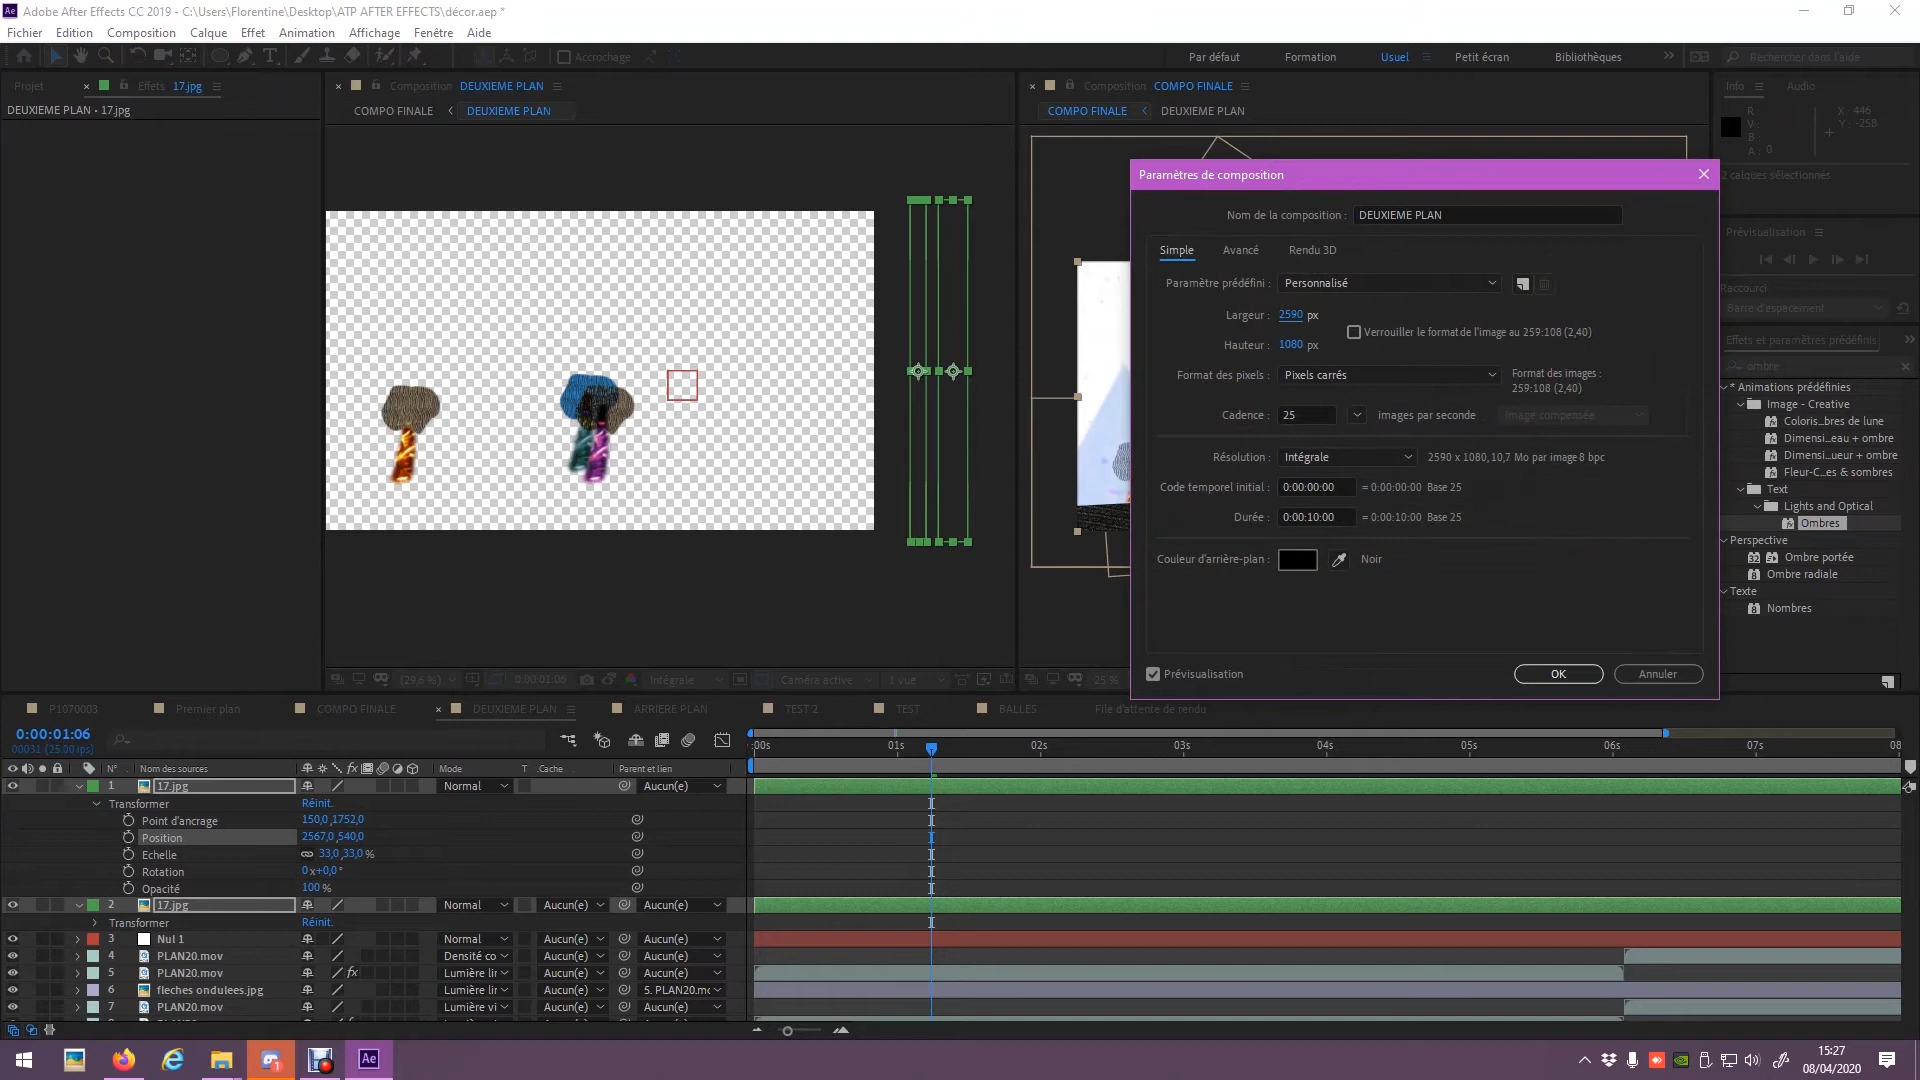 Adobe After Effects CC 2019 - C:\Users\Florentine\Desktop\ATP AFTER EFFECTS\décor.aep *
Fichier Edition Composition Calque Effet Animation Affichage Fenêtre Aide
Accrochage
Par défaut Formation Usuel Petit écran Bibliothèques
Rechercher dans l'aide
Projet Effets 17.jpg
DEUXIEME PLAN • 17.jpg
Composition DEUXIEME PLAN
COMPO FINALE DEUXIEME PLAN
Composition COMPO FINALE
COMPO FINALE DEUXIEME PLAN
Info Audio
R :
V :
B :
A : 0
X : 446
Y : -258
2 calques sélectionnés
Prévisualisation
Raccourci
Barre d'espacement
Effets et paramètres prédéfinis
ombre
* Animations prédéfinies
Image - Creative
Coloris...bres de lune
Dimensi...eau + ombre
Dimensi...ueur + ombre
Fleur-C...es & sombres
Text
Lights and Optical
Ombres
Perspective
Ombre portée
Ombre radiale
Texte
Nombres
Paramètres de composition
Nom de la composition : DEUXIEME PLAN
Simple Avancé Rendu 3D
Paramètre prédéfini : Personnalisé
Largeur : 2590 px
Verrouiller le format de l'image au 259:108 (2,40)
Hauteur : 1080 px
Format des pixels : Pixels carrés
Format des images :
259:108 (2,40)
Cadence : 25 images par seconde Image compensée
Résolution : Intégrale 2590 x 1080, 10,7 Mo par image 8 bpc
Code temporel initial : 0:00:00:00 = 0:00:00:00 Base 25
Durée : 0:00:10:00 = 0:00:10:00 Base 25
Couleur d'arrière-plan : Noir
Prévisualisation OK Annuler
(29,6 %) 0:00:01:06 Intégrale Caméra active 1 vue
25 %
P1070003 Premier plan COMPO FINALE DEUXIEME PLAN ARRIERE PLAN TEST 2 TEST BALLES File d'attente de rendu
0:00:01:06
00031 (25.00 ips)
:00s 01s 02s 03s 04s 05s 06s 07s 08
N° Nom des sources Mode T .Cache Parent et lien
1 17.jpg Normal Aucun(e)
Transformer Réinit.
Point d'ancrage 150,0,1752,0
Position 2567,0,540,0
Echelle 33,0,33,0 %
Rotation 0 x+0,0 °
Opacité 100 %
2 17.jpg Normal Aucun(e) Aucun(e)
Transformer Réinit.
3 Nul 1 Normal Aucun(e) Aucun(e)
4 PLAN20.mov Densité co Aucun(e) Aucun(e)
5 PLAN20.mov fx Lumière lir Aucun(e) Aucun(e)
6 fleches ondulees.jpg Lumière lir Aucun(e) 5. PLAN20.mo
7 PLAN20.mov Lumière vi Aucun(e) Aucun(e)
15:27
08/04/2020